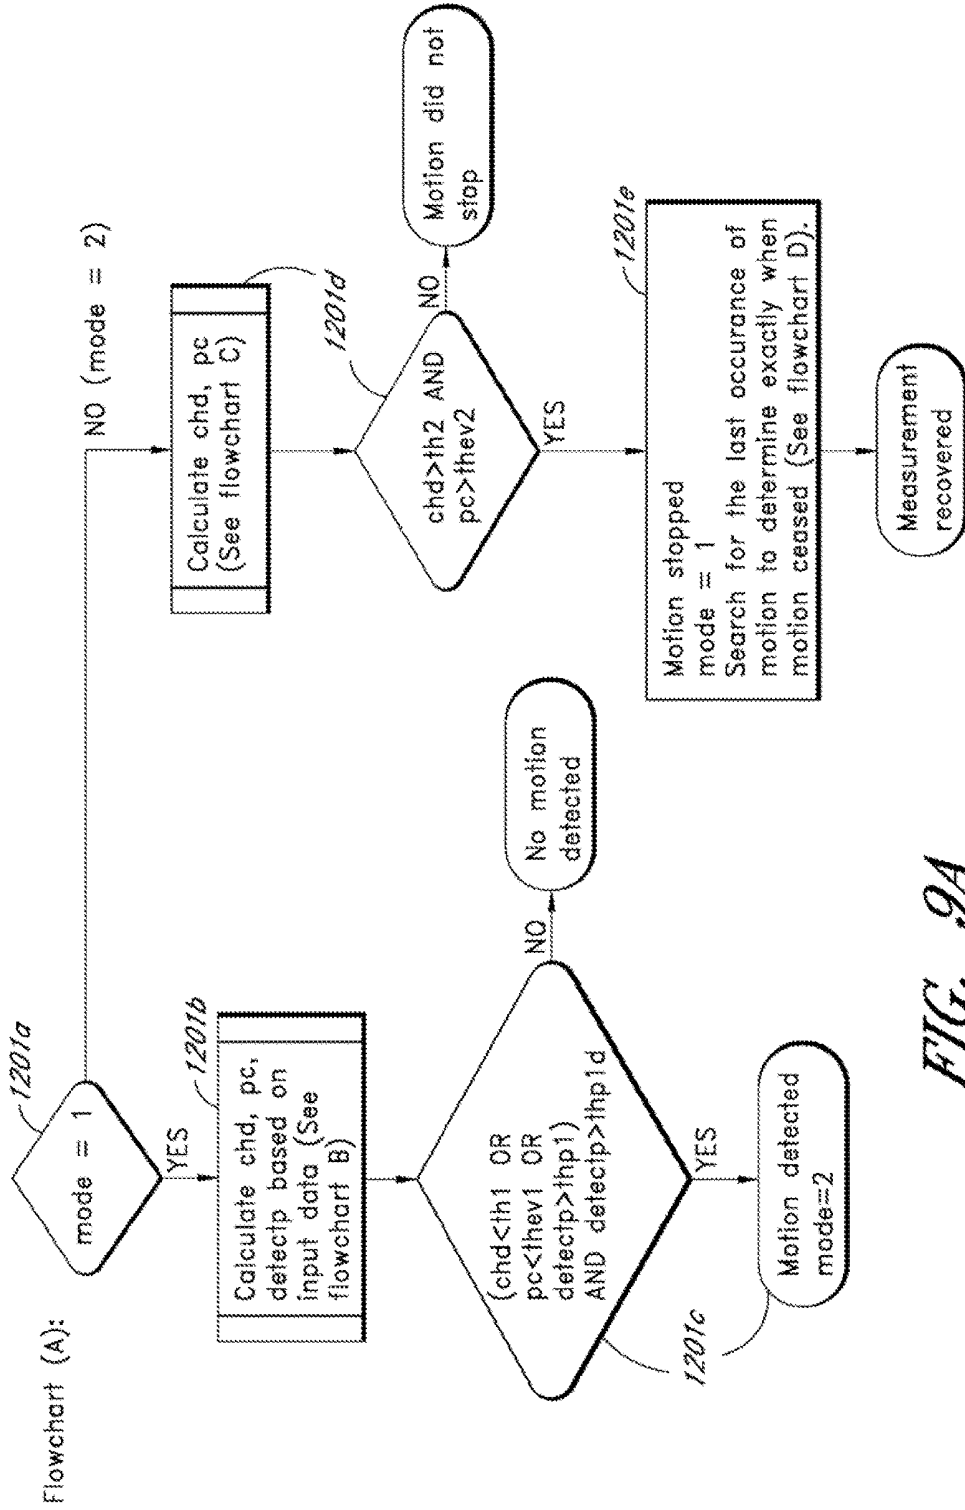 Flowchart (A):
1201a
mode = 1
YES
NO (mode = 2)
1201b
Calculate chd, pc,
detectp based on
input data (See
flowchart B)
(chd<th1 OR
pc<thev1 OR
detectp>thp1)
AND detectp>thp1d
NO
No motion
detected
YES
1201c
Motion detected
mode=2
Calculate chd, pc
(See flowchart C)
1201d
chd>th2 AND
pc>thev2
NO
Motion did not
stop
YES
1201e
Motion stopped
mode = 1
Search for the last occurance of
motion to determine exactly when
motion ceased (See flowchart D).
Measurement
recovered
FIG. 9A